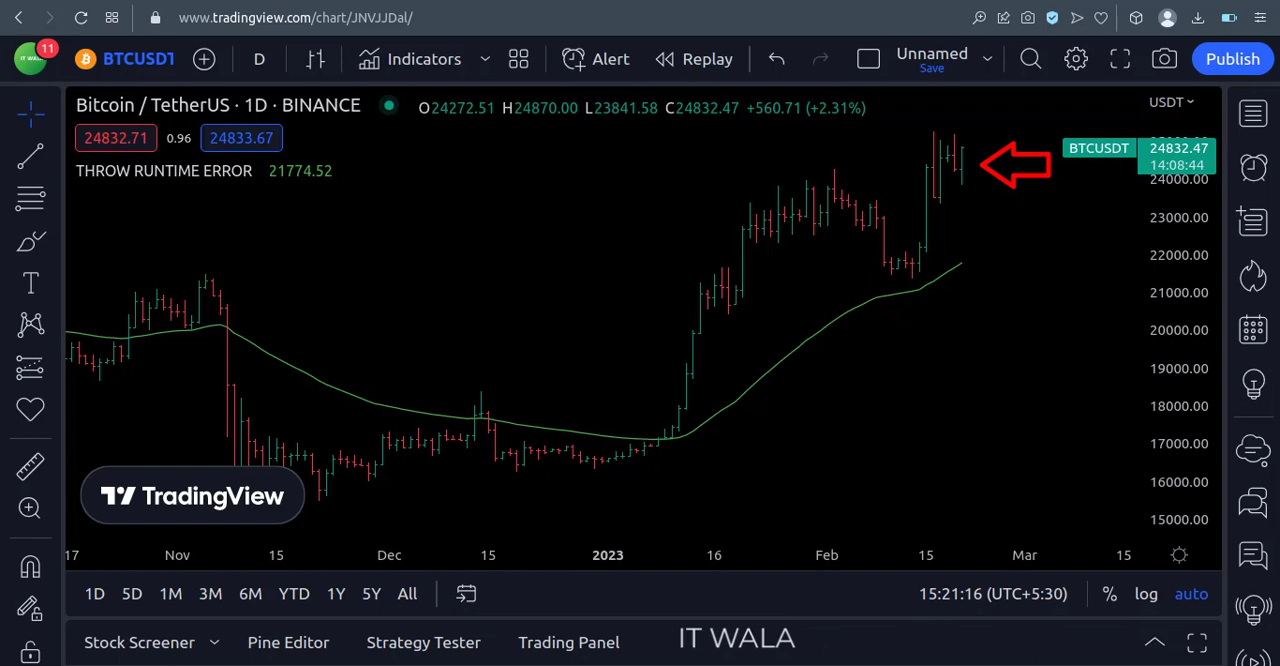 www.tradingview.com/chart/JNVJJDal/
IT WALA 11 BTCUSDT D Indicators Alert Replay Unnamed Save Publish
Bitcoin / TetherUS · 1D · BINANCE O24272.51 H24870.00 L23841.58 C24832.47 +560.71 (+2.31%) USDT
24832.71 0.96 24833.67
THROW RUNTIME ERROR 21774.52
BTCUSDT 24832.47
14:08:44
24000.00
23000.00
22000.00
21000.00
20000.00
19000.00
18000.00
17000.00
16000.00
15000.00
TradingView
17 Nov 15 Dec 15 2023 16 Feb 15 Mar 15
1D 5D 1M 3M 6M YTD 1Y 5Y All 15:21:16 (UTC+5:30) % log auto
Stock Screener Pine Editor Strategy Tester Trading Panel IT WALA